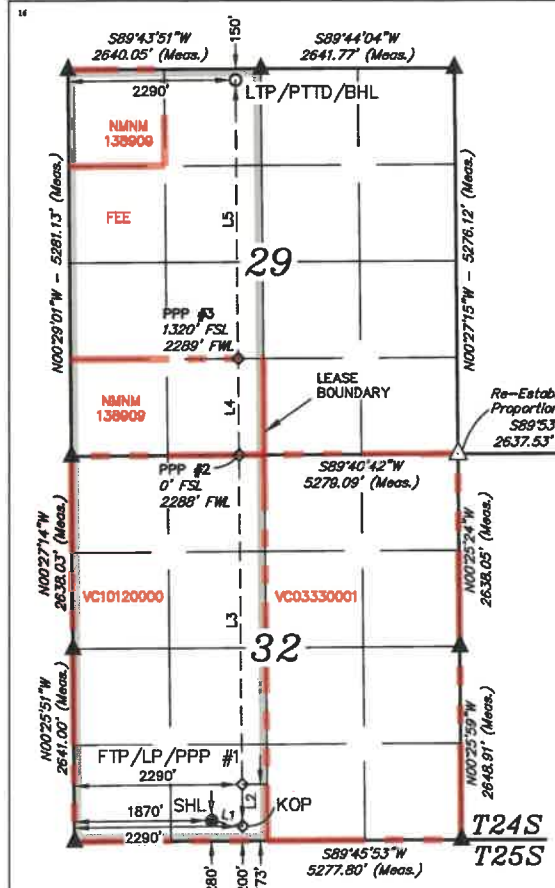 16
S89°43'51"W
2640.05' (Meas.)
150'
S89°44'04"W
2641.77' (Meas.)
2290'
LTP/PTTD/BHL
NMNM
138909
FEE
N00°29'01"W - 5281.13' (Meas.)
L5
29
N00°27'15"W - 5276.12' (Meas.)
PPP #3
1320' FSL
2289' FWL
LEASE
BOUNDARY
NMNM
138909
L4
Re-Estab
Proportion
S89°53
2637.53'
PPP #2
0' FSL
2288' FWL
S89°40'42"W
5279.09' (Meas.)
N00°27'14"W
2638.03' (Meas.)
N00°25'24"W
2638.05' (Meas.)
VC10120000
L3
VC03330001
32
N00°25'51"W
2641.00' (Meas.)
N00°25'59"W
2648.91' (Meas.)
FTP/LP/PPP #1
2290'
1870'
SHL
L1
L2
KOP
2290'
T24S
T25S
280'
200'
73'
S89°45'53"W
5277.80' (Meas.)